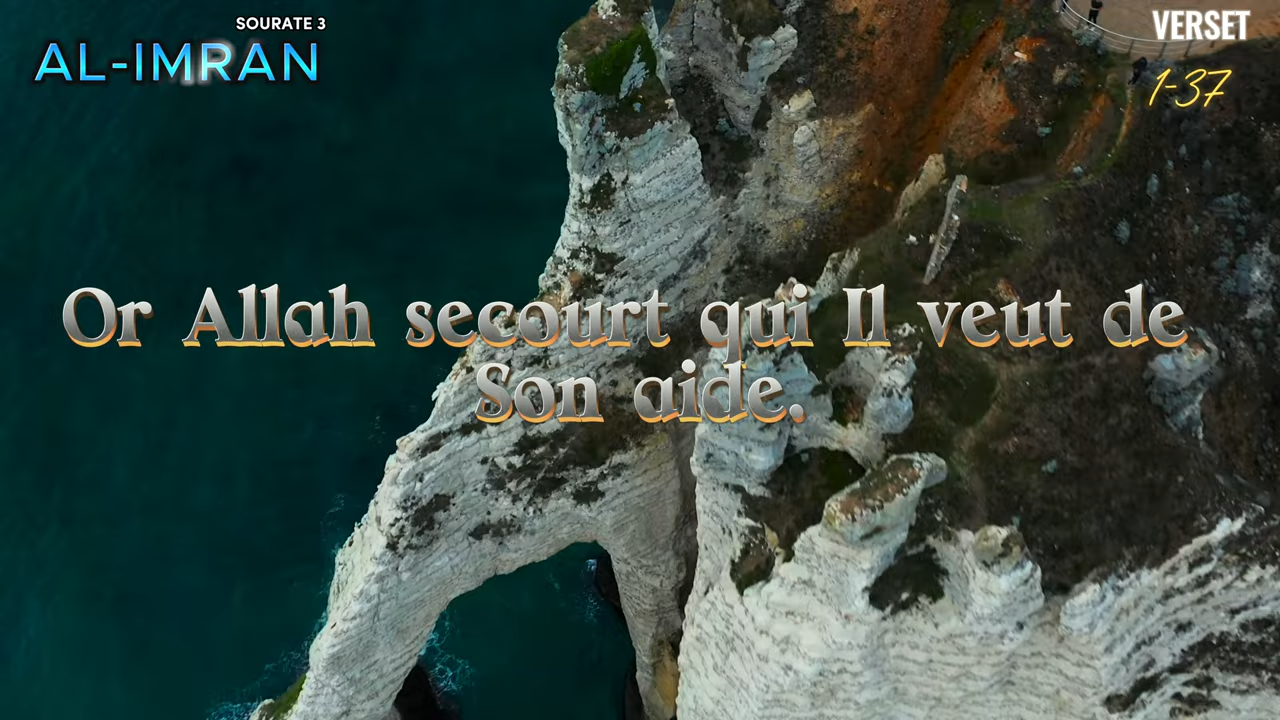 SOURATE 3
AL-IMRAN
VERSET
1-37
Or Allah secourt qui Il veut de
Son aide.